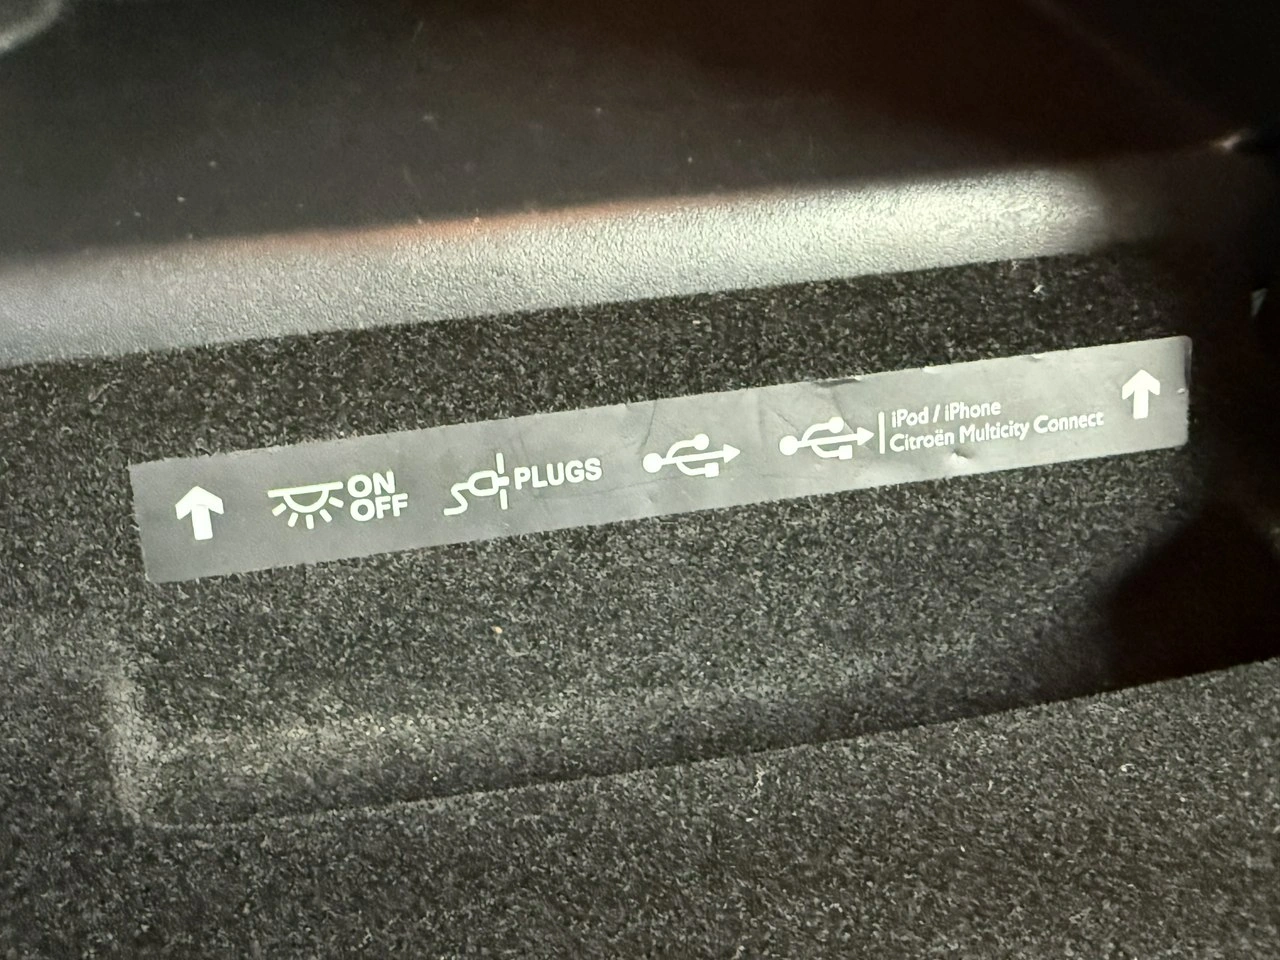 ON
OFF
PLUGS
iPod / iPhone
Citroën Multicity Connect